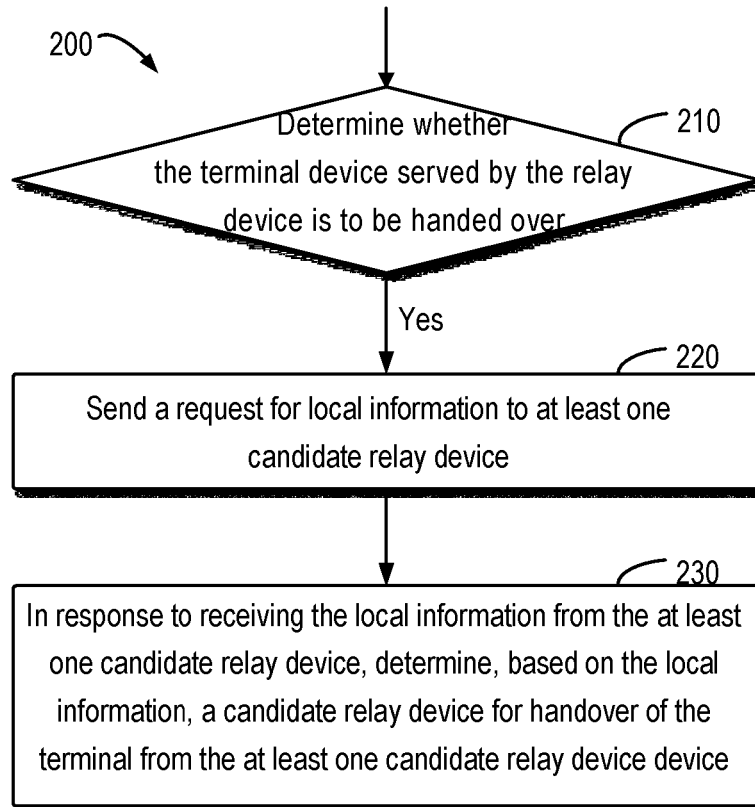 200
Determine whether
210
the terminal device served by the relay
device is to be handed over
Yes
220
Send a request for local information to at least one
candidate relay device
230
In response to receiving the local information from the at least
one candidate relay device, determine, based on the local
information, a candidate relay device for handover of the
terminal from the at least one candidate relay device device